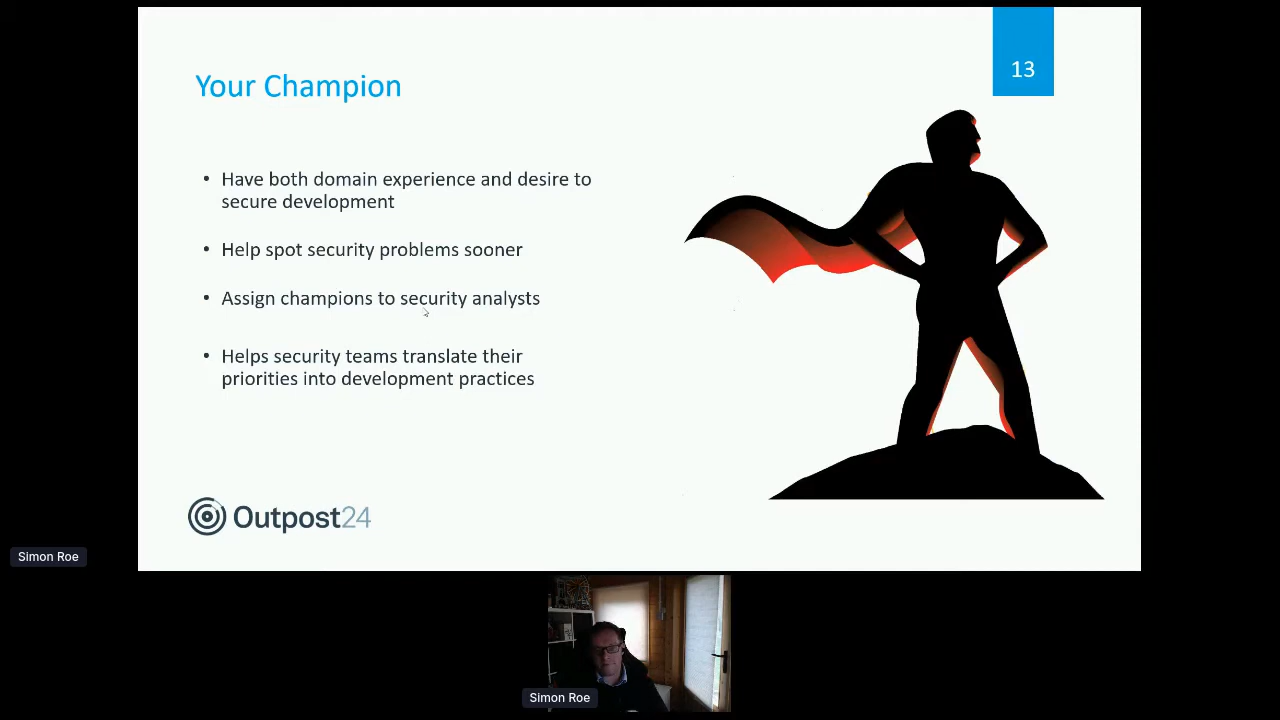 13
Your Champion
• Have both domain experience and desire to
secure development
• Help spot security problems sooner
• Assign champions to security analysts
• Helps security teams translate their
priorities into development practices
Outpost24
Simon Roe
Simon Roe